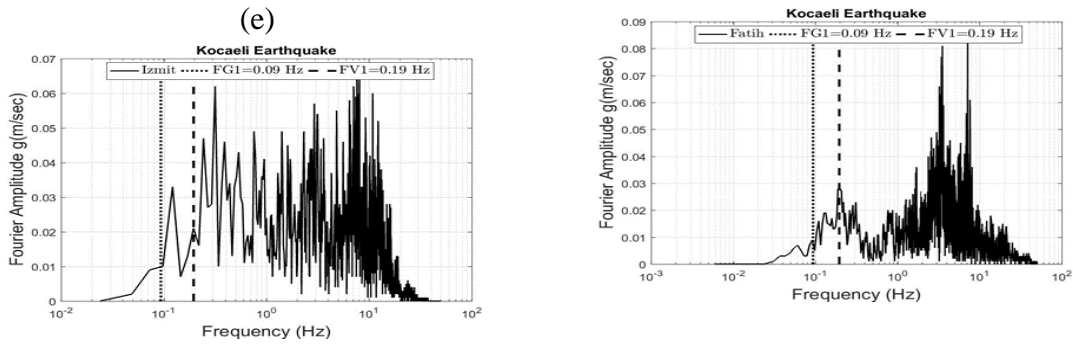 (e)
Kocaeli Earthquake
Izmit FG1=0.09 Hz FV1=0.19 Hz
Fourier Amplitude g(m/sec)
0.07
0.06
0.05
0.04
0.03
0.02
0.01
0
10^-2 10^-1 10^0 10^1 10^2
Frequency (Hz)
Kocaeli Earthquake
Fatih FG1=0.09 Hz FV1=0.19 Hz
Fourier Amplitude g(m/sec)
0.09
0.08
0.07
0.06
0.05
0.04
0.03
0.02
0.01
0
10^-3 10^-2 10^-1 10^0 10^1 10^2
Frequency (Hz)